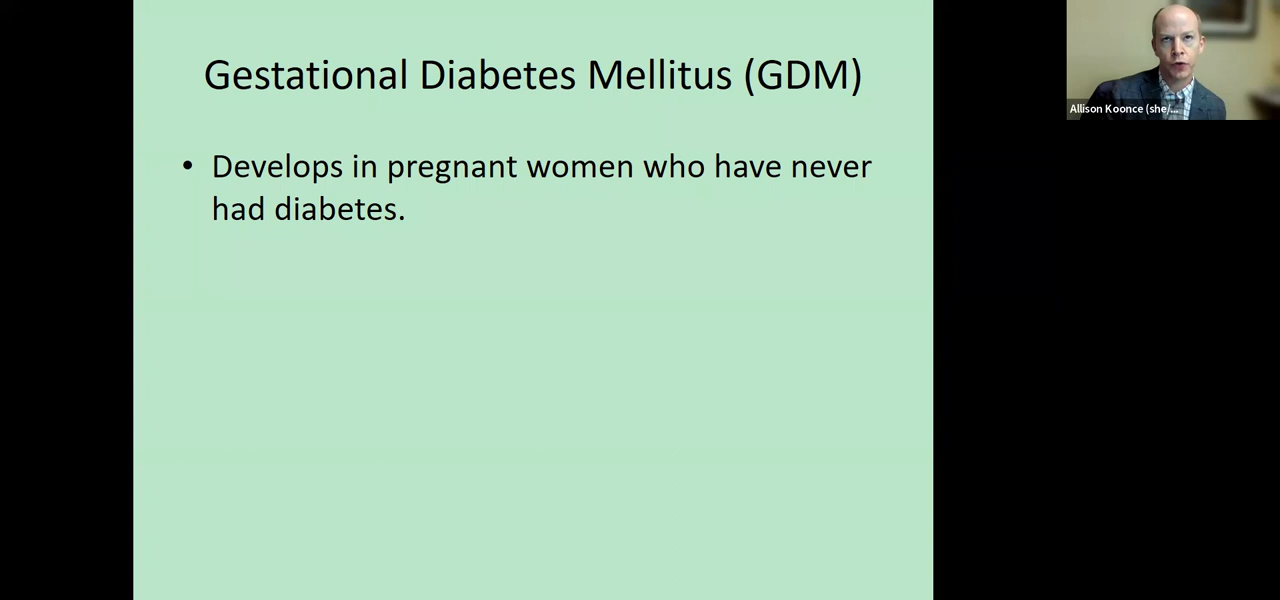 Gestational Diabetes Mellitus (GDM)
• Develops in pregnant women who have never
had diabetes.
Allison Koonce (she/...